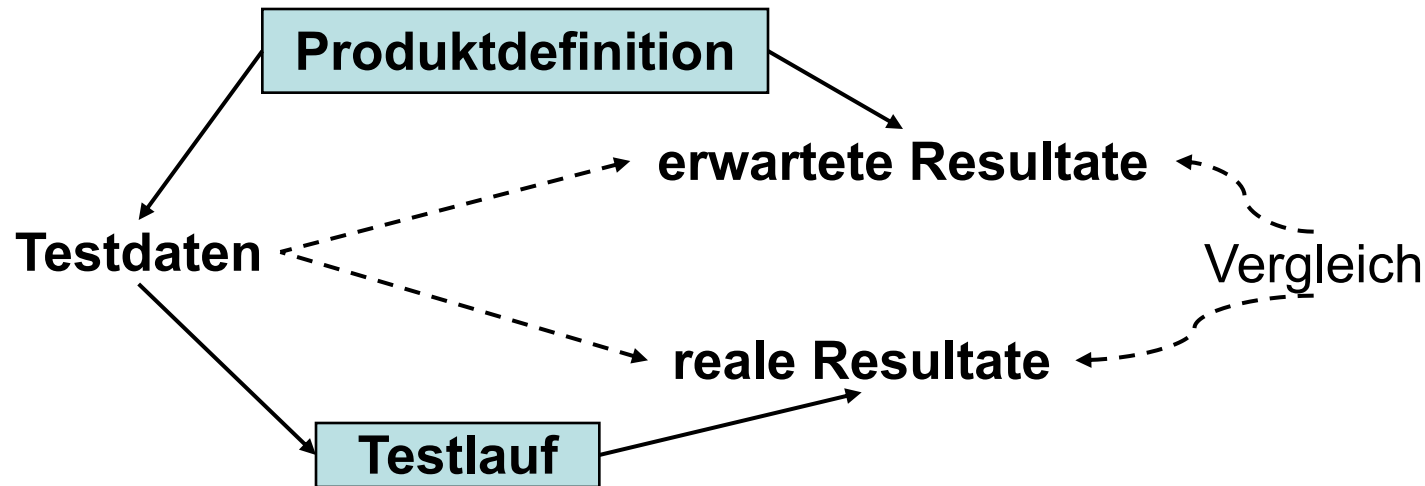 Produktdefinition
erwartete Resultate
Testdaten
Vergleich
reale Resultate
Testlauf